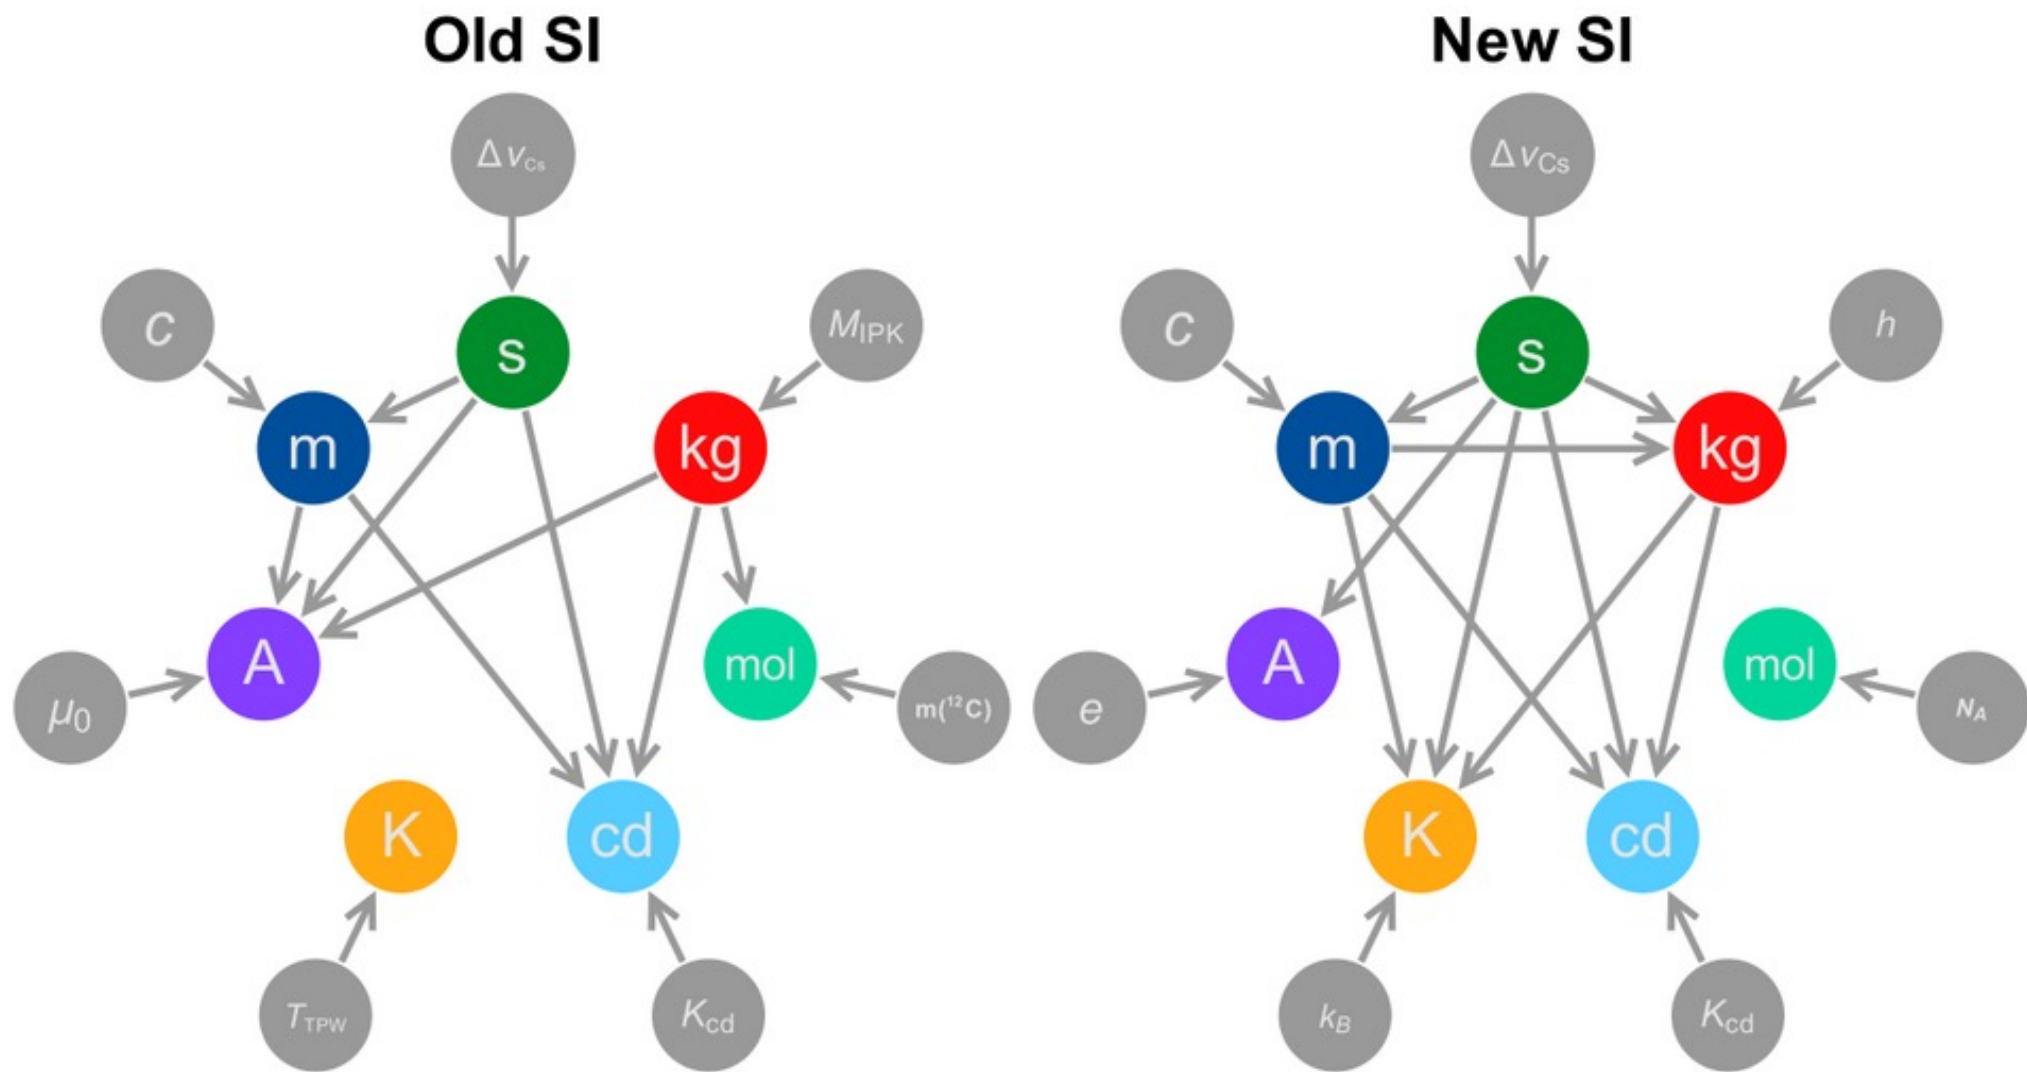 Old SI
Δν_Cs
c
s
M_IPK
m
kg
A
mol
μ₀
m(¹²C)
K
cd
T_TPW
K_cd
New SI
Δν_Cs
c
s
h
m
kg
A
mol
e
N_A
K
cd
k_B
K_cd